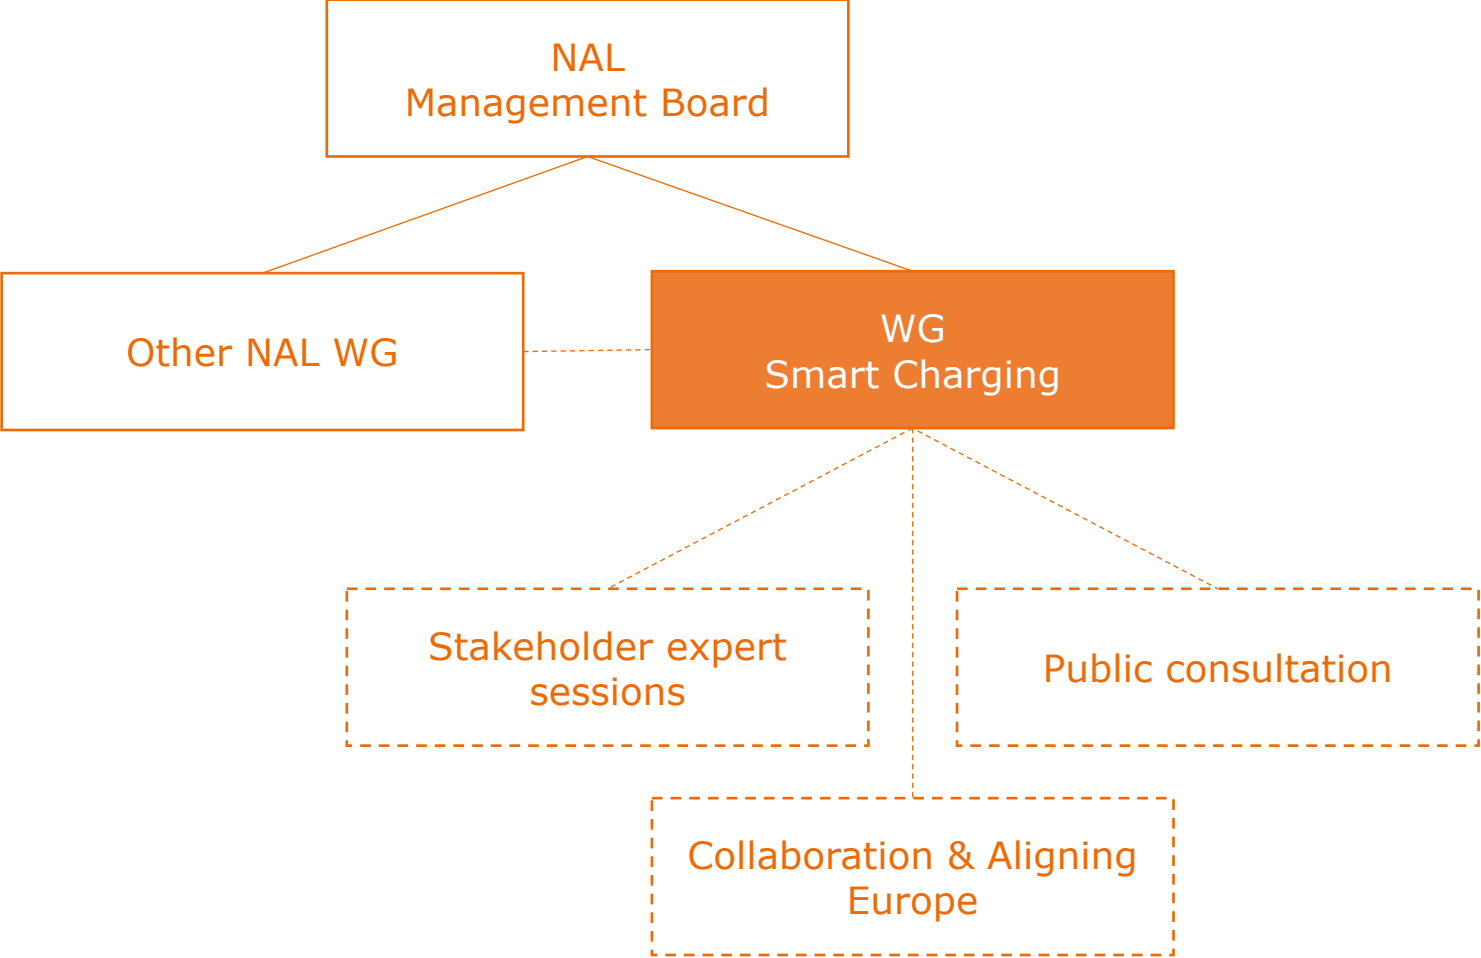 NAL
Management Board
Other NAL WG
WG
Smart Charging
Stakeholder expert
sessions
Public consultation
Collaboration & Aligning
Europe